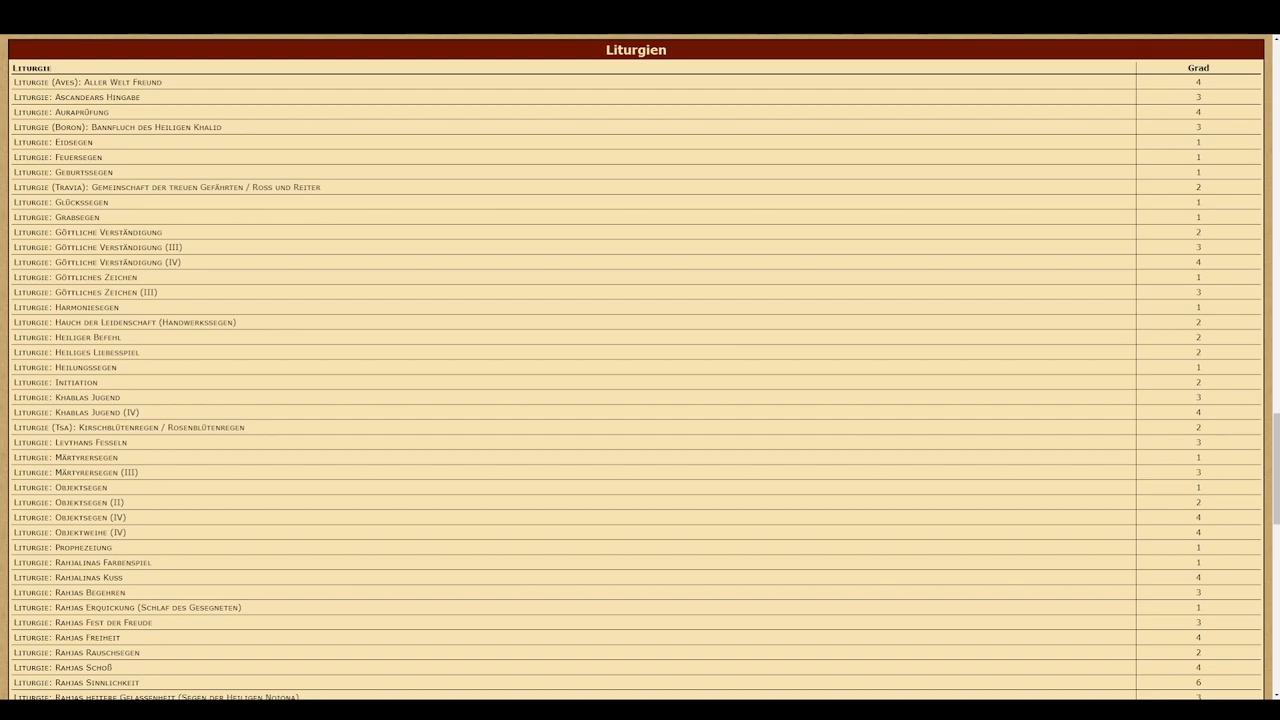 Liturgien
Liturgie Grad
Liturgie (Aves): Aller Welt Freund 4
Liturgie: Ascandears Hingabe 3
Liturgie: Auraprüfung 4
Liturgie (Boron): Bannfluch des Heiligen Khalid 3
Liturgie: Eidsegen 1
Liturgie: Feuersegen 1
Liturgie: Geburtssegen 1
Liturgie (Travia): Gemeinschaft der treuen Gefährten / Ross und Reiter 2
Liturgie: Glückssegen 1
Liturgie: Grabsegen 1
Liturgie: Göttliche Verständigung 2
Liturgie: Göttliche Verständigung (III) 3
Liturgie: Göttliche Verständigung (IV) 4
Liturgie: Göttliches Zeichen 1
Liturgie: Göttliches Zeichen (III) 3
Liturgie: Harmoniesegen 1
Liturgie: Hauch der Leidenschaft (Handwerkssegen) 2
Liturgie: Heiliger Befehl 2
Liturgie: Heiliges Liebesspiel 2
Liturgie: Heilungssegen 1
Liturgie: Initiation 2
Liturgie: Khablas Jugend 3
Liturgie: Khablas Jugend (IV) 4
Liturgie (Tsa): Kirschblütenregen / Rosenblütenregen 2
Liturgie: Levthans Fesseln 3
Liturgie: Märtyrersegen 1
Liturgie: Märtyrersegen (III) 3
Liturgie: Objektsegen 1
Liturgie: Objektsegen (II) 2
Liturgie: Objektsegen (IV) 4
Liturgie: Objektweihe (IV) 4
Liturgie: Prophezeiung 1
Liturgie: Rahjalinas Farbenspiel 1
Liturgie: Rahjalinas Kuss 4
Liturgie: Rahjas Begehren 3
Liturgie: Rahjas Erquickung (Schlaf des Gesegneten) 1
Liturgie: Rahjas Fest der Freude 3
Liturgie: Rahjas Freiheit 4
Liturgie: Rahjas Rauschsegen 2
Liturgie: Rahjas Schoß 4
Liturgie: Rahjas Sinnlichkeit 6
Liturgie: Rahjas heitere Gelassenheit (Segen der Heiligen Noiona) 3